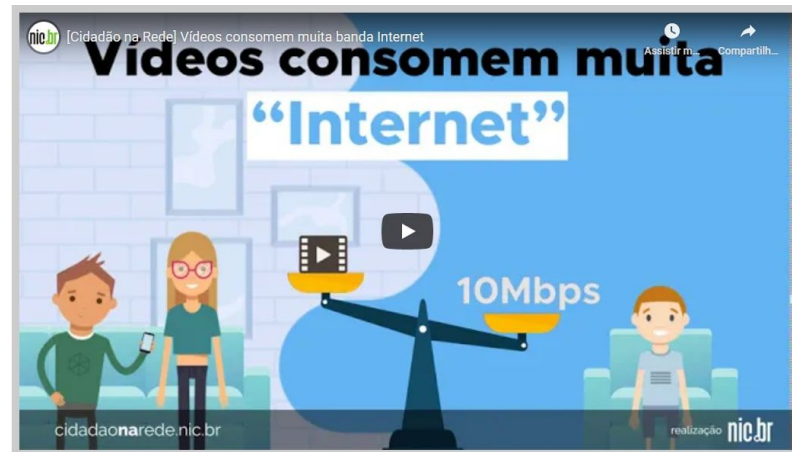 nic.br
[Cidadão na Rede] Vídeos consomem muita banda Internet
Assistir m...
Compartilh...
Vídeos consomem muita
“Internet”
10Mbps
cidadaonarede.nic.br
realização nic.br